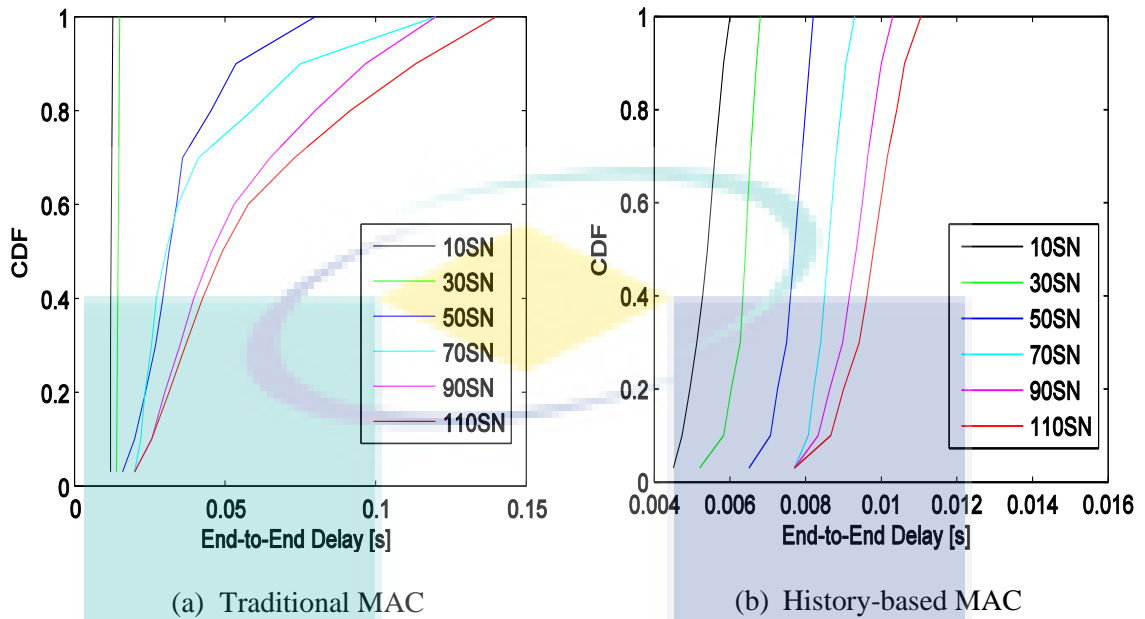 1
0.8
0.6
0.4
0.2
0
CDF
0
0.05
0.1
0.15
End-to-End Delay [s]
10SN
30SN
50SN
70SN
90SN
110SN
(a) Traditional MAC
1
0.8
0.6
0.4
0.2
0
CDF
0.004
0.006
0.008
0.01
0.012
0.014
0.016
End-to-End Delay [s]
10SN
30SN
50SN
70SN
90SN
110SN
(b) History-based MAC